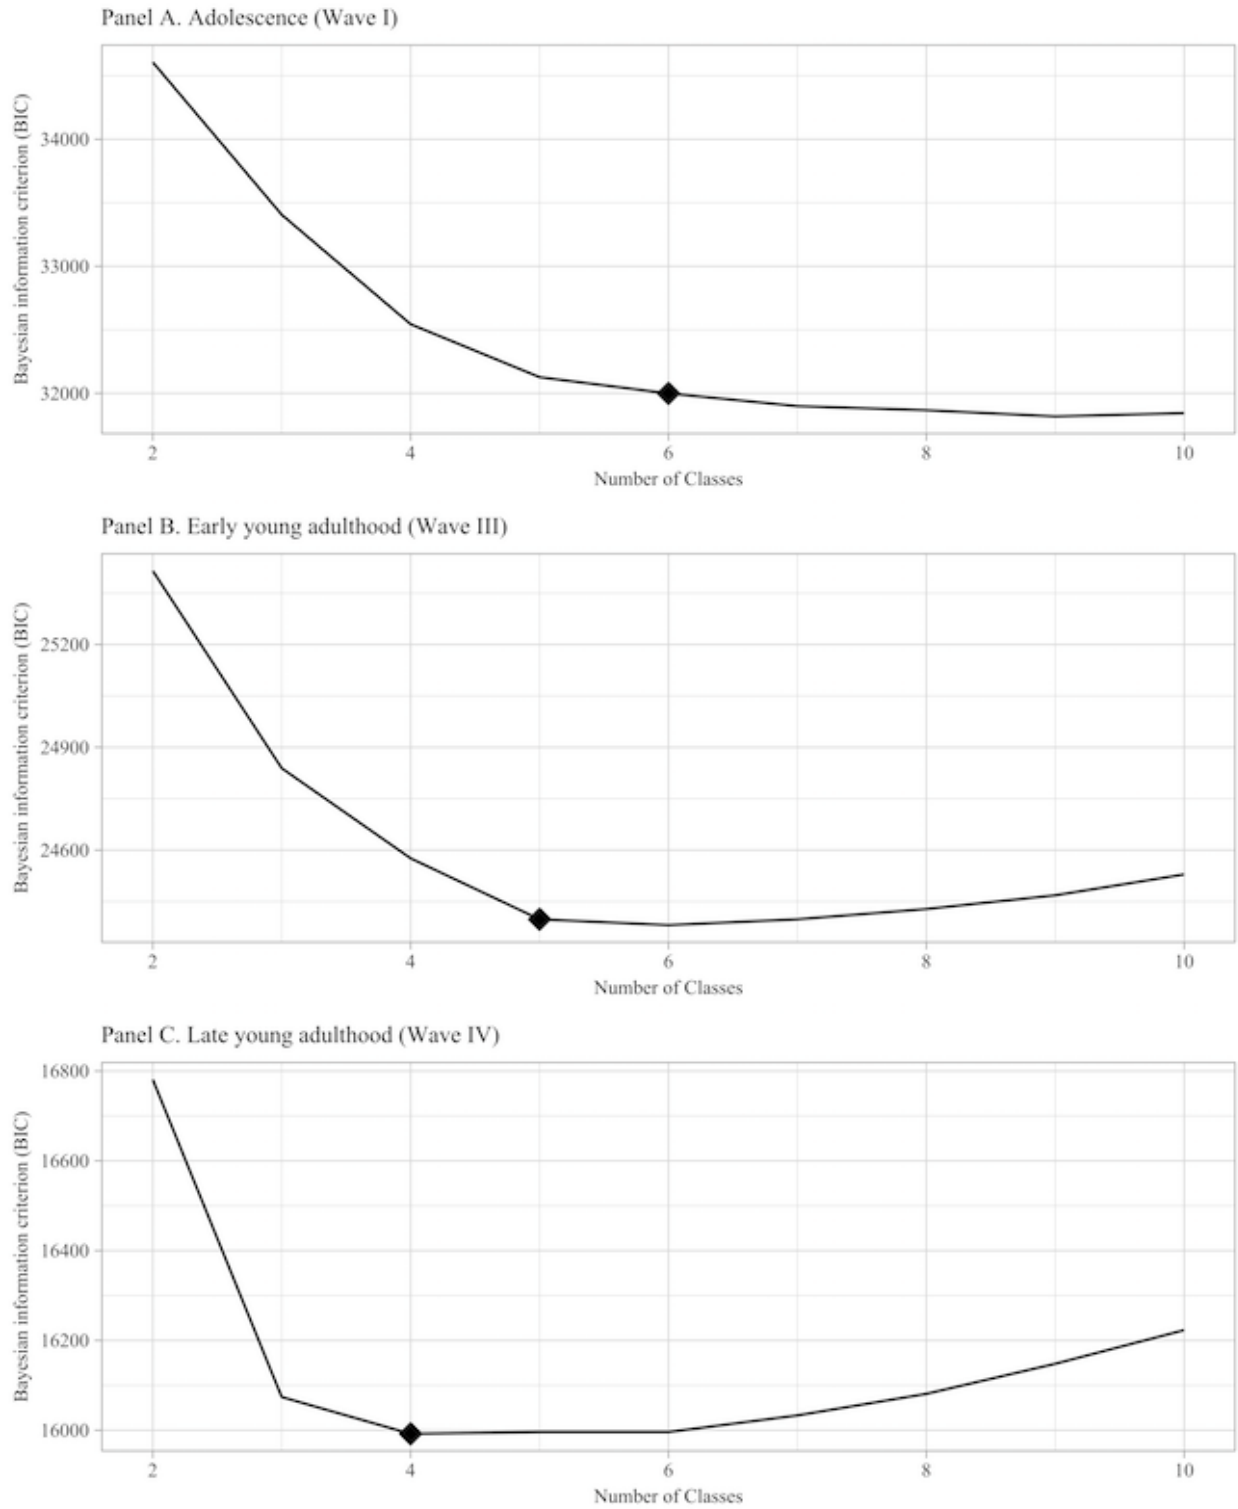 Panel A. Adolescence (Wave I)
Bayesian information criterion (BIC)
34000
33000
32000
2 4 6 8 10
Number of Classes
Panel B. Early young adulthood (Wave III)
Bayesian information criterion (BIC)
25200
24900
24600
2 4 6 8 10
Number of Classes
Panel C. Late young adulthood (Wave IV)
Bayesian information criterion (BIC)
16800
16600
16400
16200
16000
2 4 6 8 10
Number of Classes